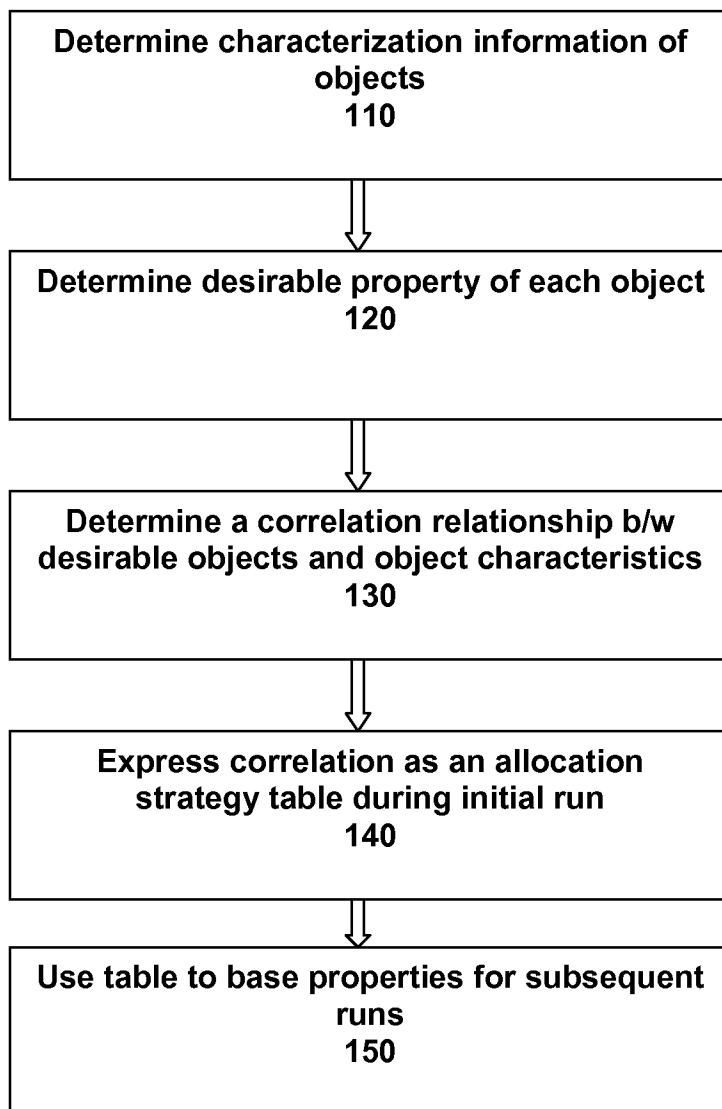 Determine characterization information of
objects
110
Determine desirable property of each object
120
Determine a correlation relationship b/w
desirable objects and object characteristics
130
Express correlation as an allocation
strategy table during initial run
140
Use table to base properties for subsequent
runs
150